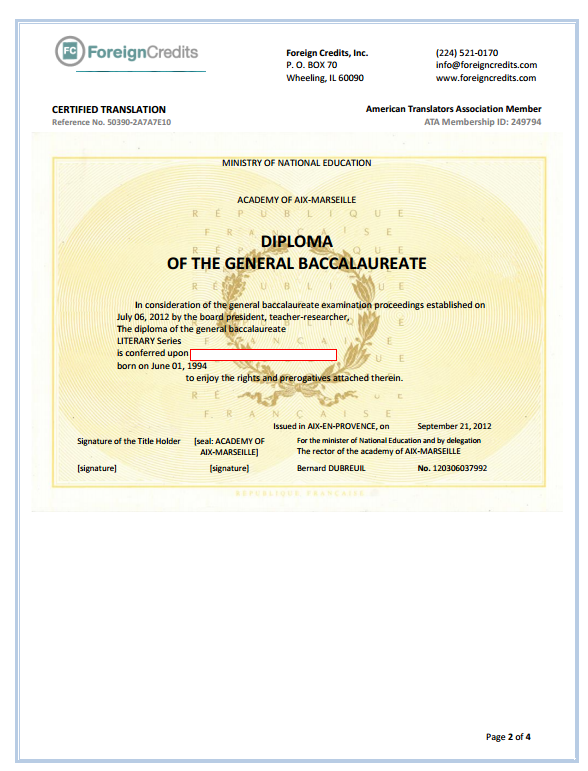 FC ForeignCredits
Foreign Credits, Inc.
P. O. BOX 70
Wheeling, IL 60090
(224) 521-0170
info@foreigncredits.com
www.foreigncredits.com
CERTIFIED TRANSLATION
Reference No. 50390-2A7A7E10
American Translators Association Member
ATA Membership ID: 249794
MINISTRY OF NATIONAL EDUCATION
ACADEMY OF AIX-MARSEILLE
RÉPUBLIQUE
FRANÇAISE
DIPLOMA
OF THE GENERAL BACCALAUREATE
In consideration of the general baccalaureate examination proceedings established on
July 06, 2012 by the board president, teacher-researcher,
The diploma of the general baccalaureate
LITERARY Series
is conferred upon
born on June 01, 1994
to enjoy the rights and prerogatives attached therein.
FRANÇAISE
Issued in AIX-EN-PROVENCE, on September 21, 2012
Signature of the Title Holder
[seal: ACADEMY OF
AIX-MARSEILLE]
For the minister of National Education and by delegation
The rector of the academy of AIX-MARSEILLE
[signature]
[signature]
Bernard DUBREUIL
No. 120306037992
RÉPUBLIQUE FRANÇAISE
Page 2 of 4